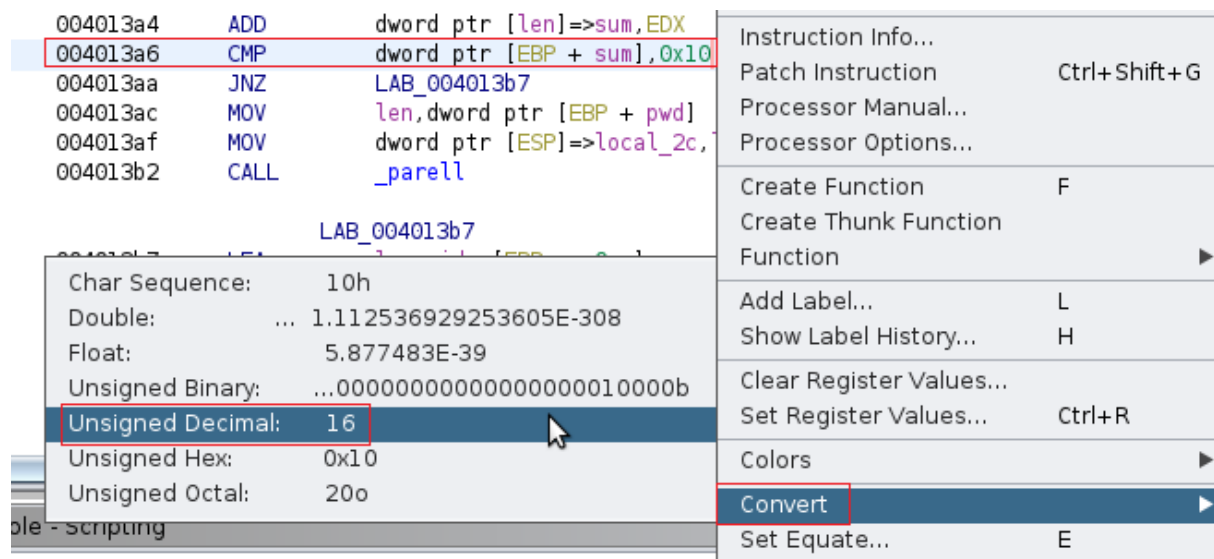 004013a4 ADD dword ptr [len]=>sum,EDX
004013a6 CMP dword ptr [EBP + sum],0x10
004013aa JNZ LAB_004013b7
004013ac MOV len,dword ptr [EBP + pwd]
004013af MOV dword ptr [ESP]=>local_2c,
004013b2 CALL _parell
LAB_004013b7
Char Sequence: 10h
Double: ... 1.112536929253605E-308
Float: 5.877483E-39
Unsigned Binary: ...00000000000000000010000b
Unsigned Decimal: 16
Unsigned Hex: 0x10
Unsigned Octal: 20o
- Scripting
Instruction Info...
Patch Instruction Ctrl+Shift+G
Processor Manual...
Processor Options...
Create Function F
Create Thunk Function
Function
Add Label... L
Show Label History... H
Clear Register Values...
Set Register Values... Ctrl+R
Colors
Convert
Set Equate... E